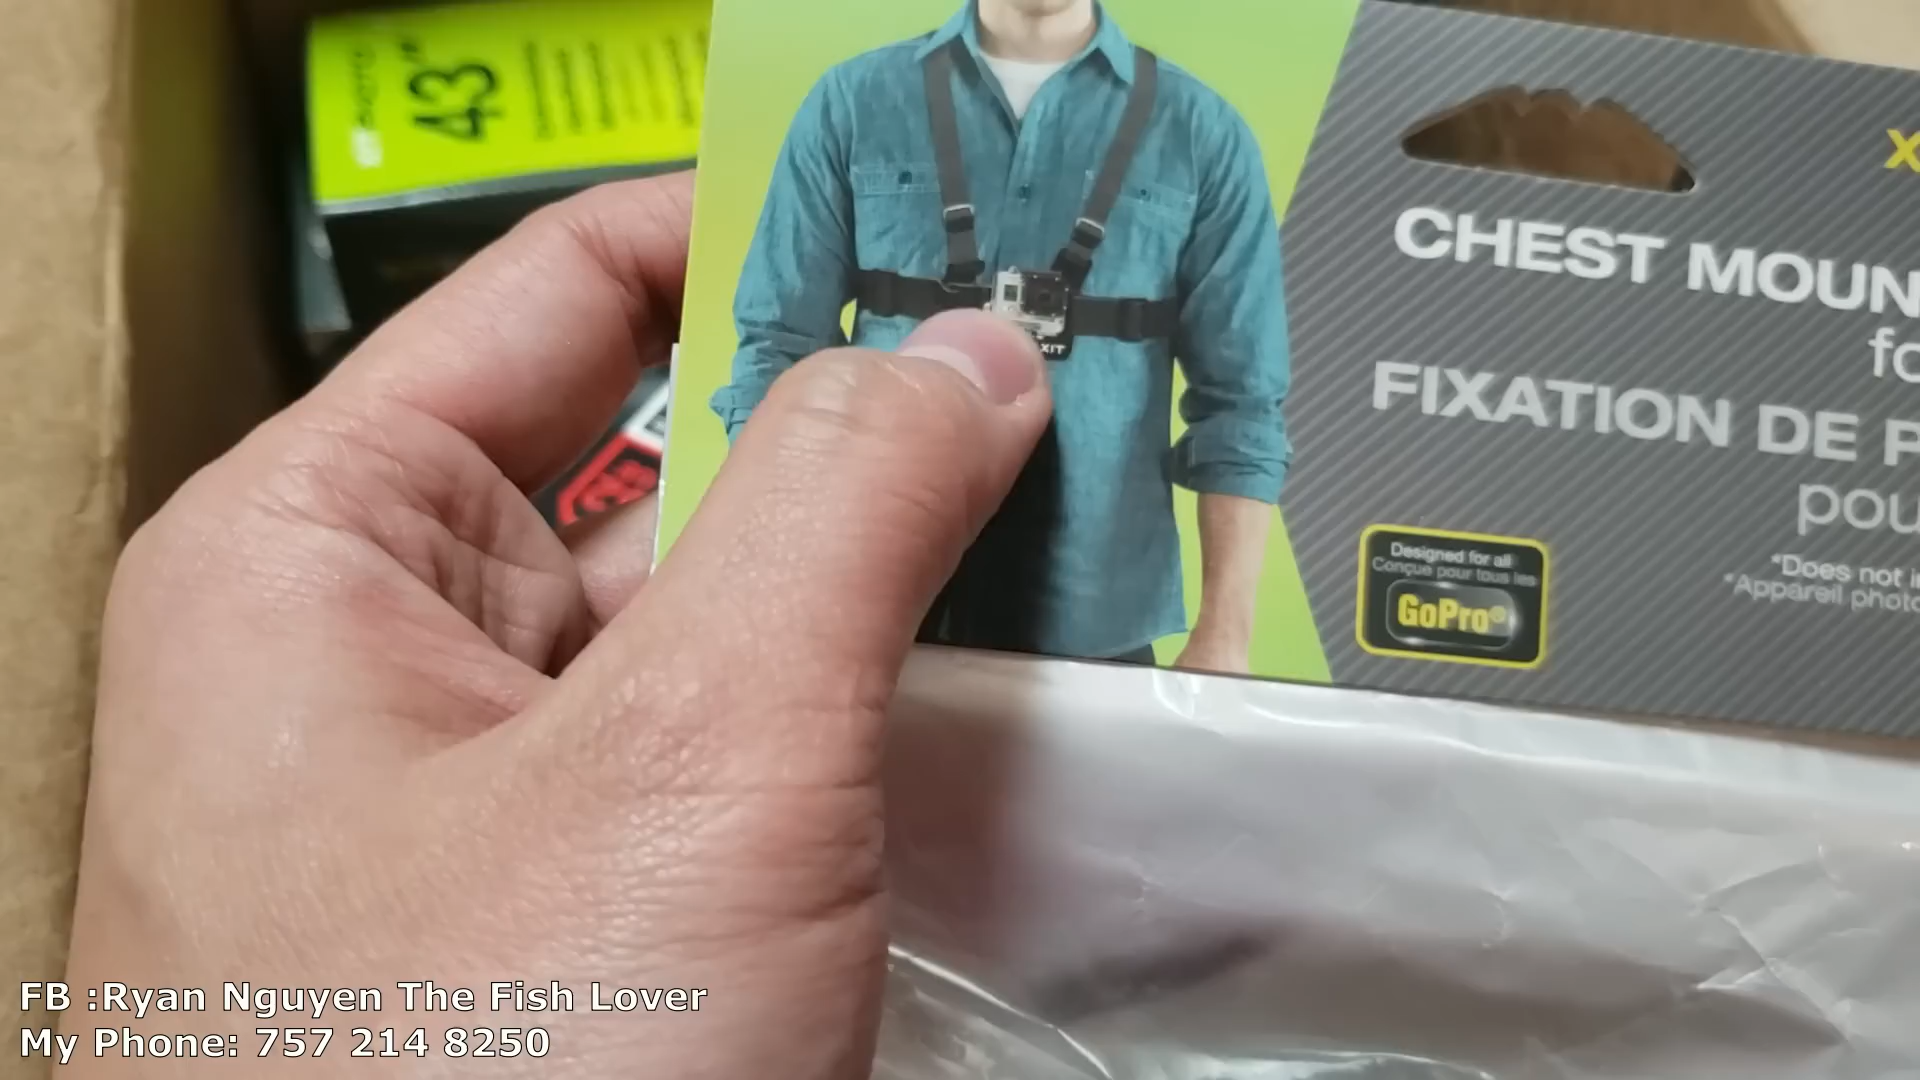 43"
X
CHEST MOUN
fo
FIXATION DE P
pou
*Does not i
*Appareil photo
Designed for all
Conçue pour tous les
GoPro®
XIT
FB :Ryan Nguyen The Fish Lover
My Phone: 757 214 8250